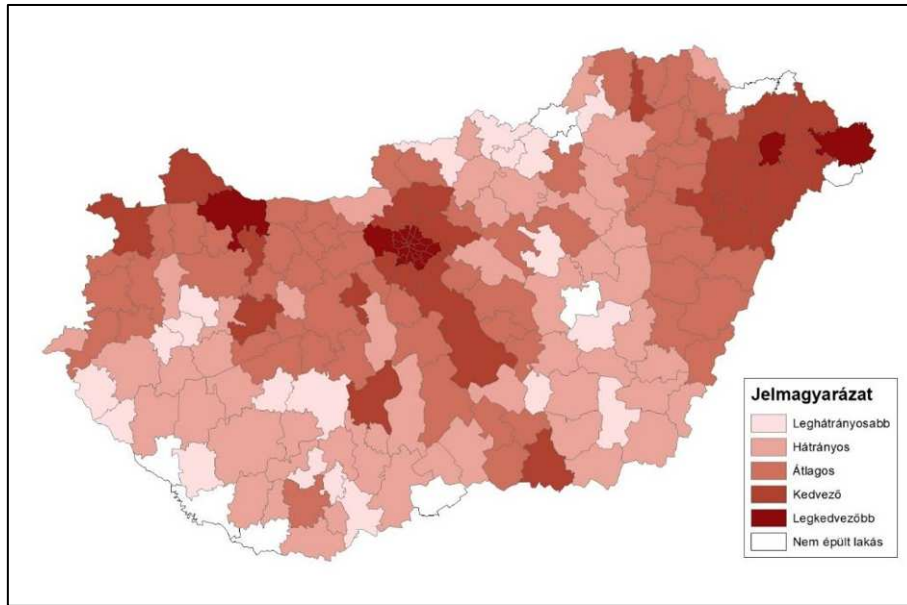 Jelmagyarázat
Leghátrányosabb
Hátrányos
Átlagos
Kedvező
Legkedvezőbb
Nem épült lakás